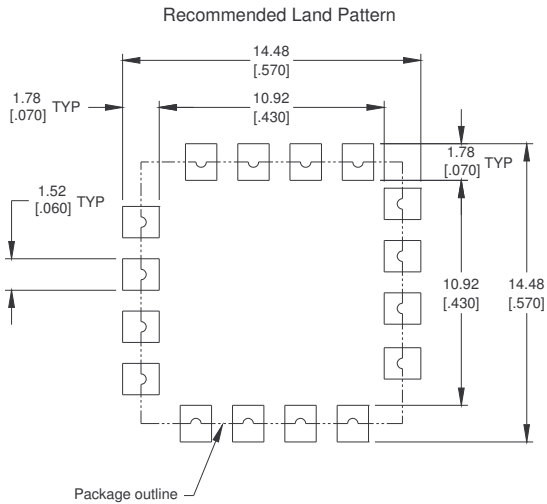 Recommended Land Pattern
14.48
[.570]
1.78
[.070] TYP
10.92
[.430]
1.78
[.070] TYP
1.52
[.060] TYP
10.92
[.430]
14.48
[.570]
Package outline